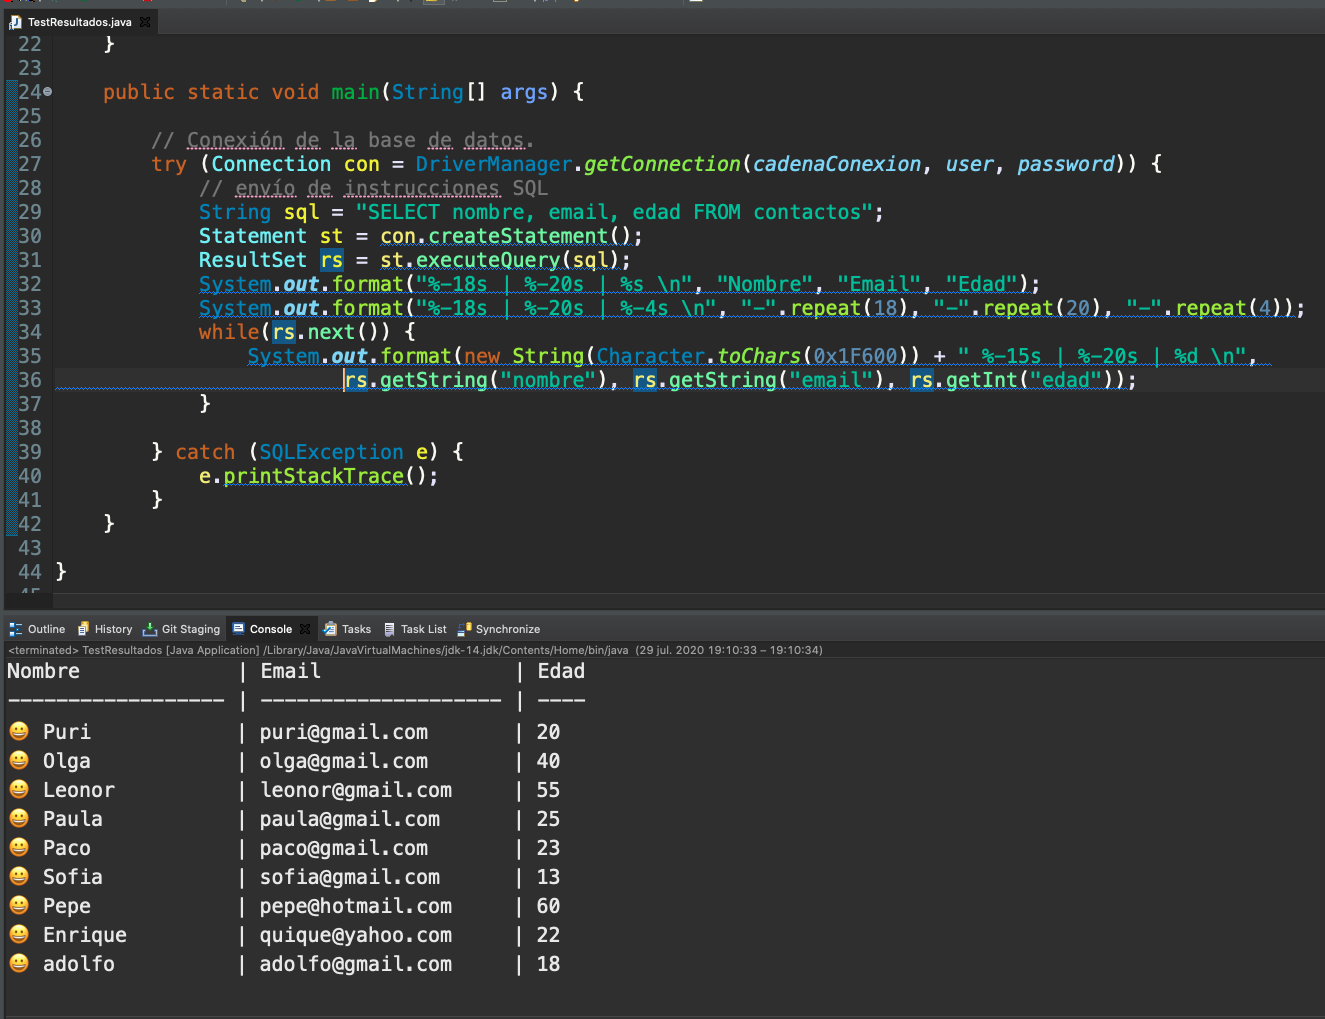 TestResultados.java
22 }
23
24 public static void main(String[] args) {
25
26 // Conexión de la base de datos.
27 try (Connection con = DriverManager.getConnection(cadenaConexion, user, password)) {
28 // envío de instrucciones SQL
29 String sql = "SELECT nombre, email, edad FROM contactos";
30 Statement st = con.createStatement();
31 ResultSet rs = st.executeQuery(sql);
32 System.out.format("%-18s | %-20s | %s \n", "Nombre", "Email", "Edad");
33 System.out.format("%-18s | %-20s | %-4s \n", "-".repeat(18), "-".repeat(20), "-".repeat(4));
34 while(rs.next()) {
35 System.out.format(new String(Character.toChars(0x1F600)) + " %-15s | %-20s | %d \n",
36 rs.getString("nombre"), rs.getString("email"), rs.getInt("edad"));
37 }
38
39 } catch (SQLException e) {
40 e.printStackTrace();
41 }
42 }
43
44 }
Outline History Git Staging Console Tasks Task List Synchronize
<terminated> TestResultados [Java Application] /Library/Java/JavaVirtualMachines/jdk-14.jdk/Contents/Home/bin/java (29 jul. 2020 19:10:33 – 19:10:34)
Nombre | Email | Edad
------------------ | -------------------- | ----
😀 Puri | puri@gmail.com | 20
😀 Olga | olga@gmail.com | 40
😀 Leonor | leonor@gmail.com | 55
😀 Paula | paula@gmail.com | 25
😀 Paco | paco@gmail.com | 23
😀 Sofia | sofia@gmail.com | 13
😀 Pepe | pepe@hotmail.com | 60
😀 Enrique | quique@yahoo.com | 22
😀 adolfo | adolfo@gmail.com | 18